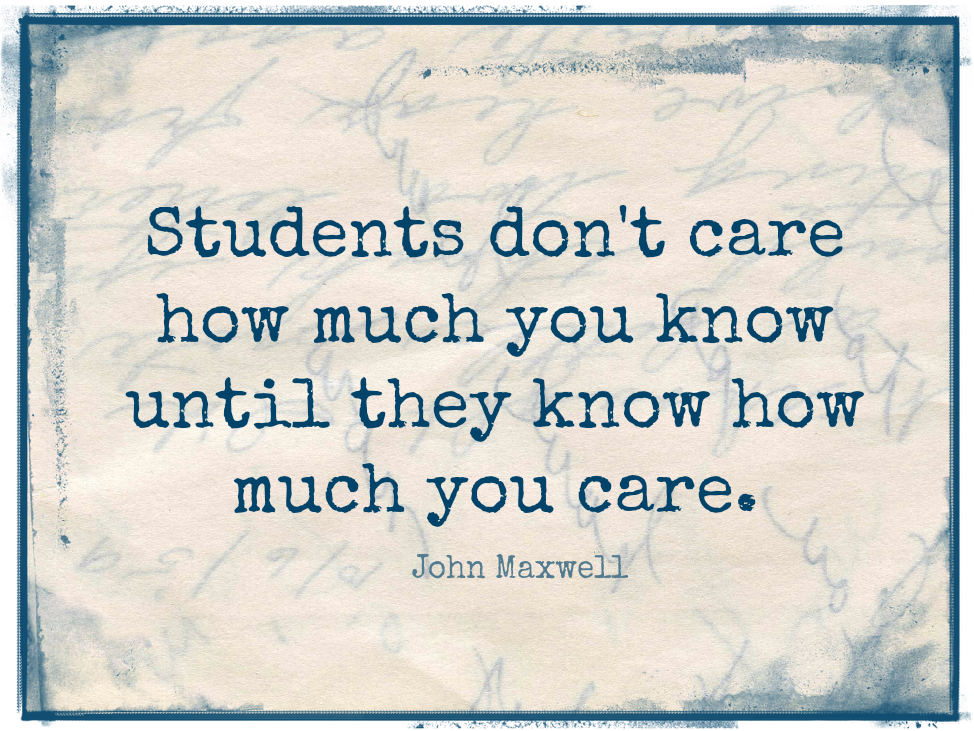 Students don't care
how much you know
until they know how
much you care.
John Maxwell